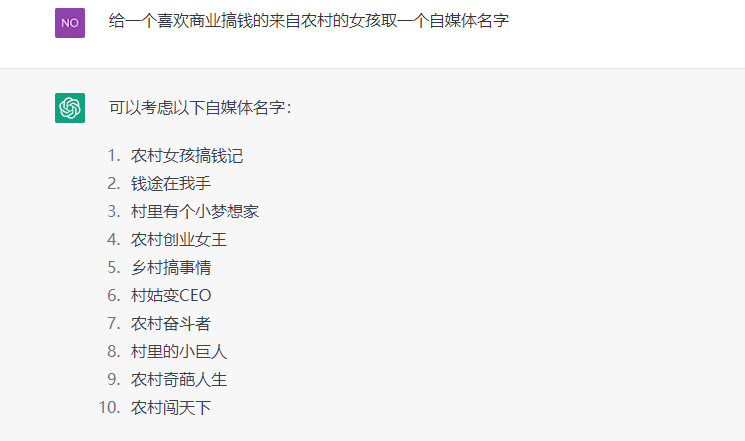 NO
给一个喜欢商业搞钱的来自农村的女孩取一个自媒体名字
可以考虑以下自媒体名字：
1. 农村女孩搞钱记
2. 钱途在我手
3. 村里有个小梦想家
4. 农村创业女王
5. 乡村搞事情
6. 村姑变CEO
7. 农村奋斗者
8. 村里的小巨人
9. 农村奇葩人生
10. 农村闯天下